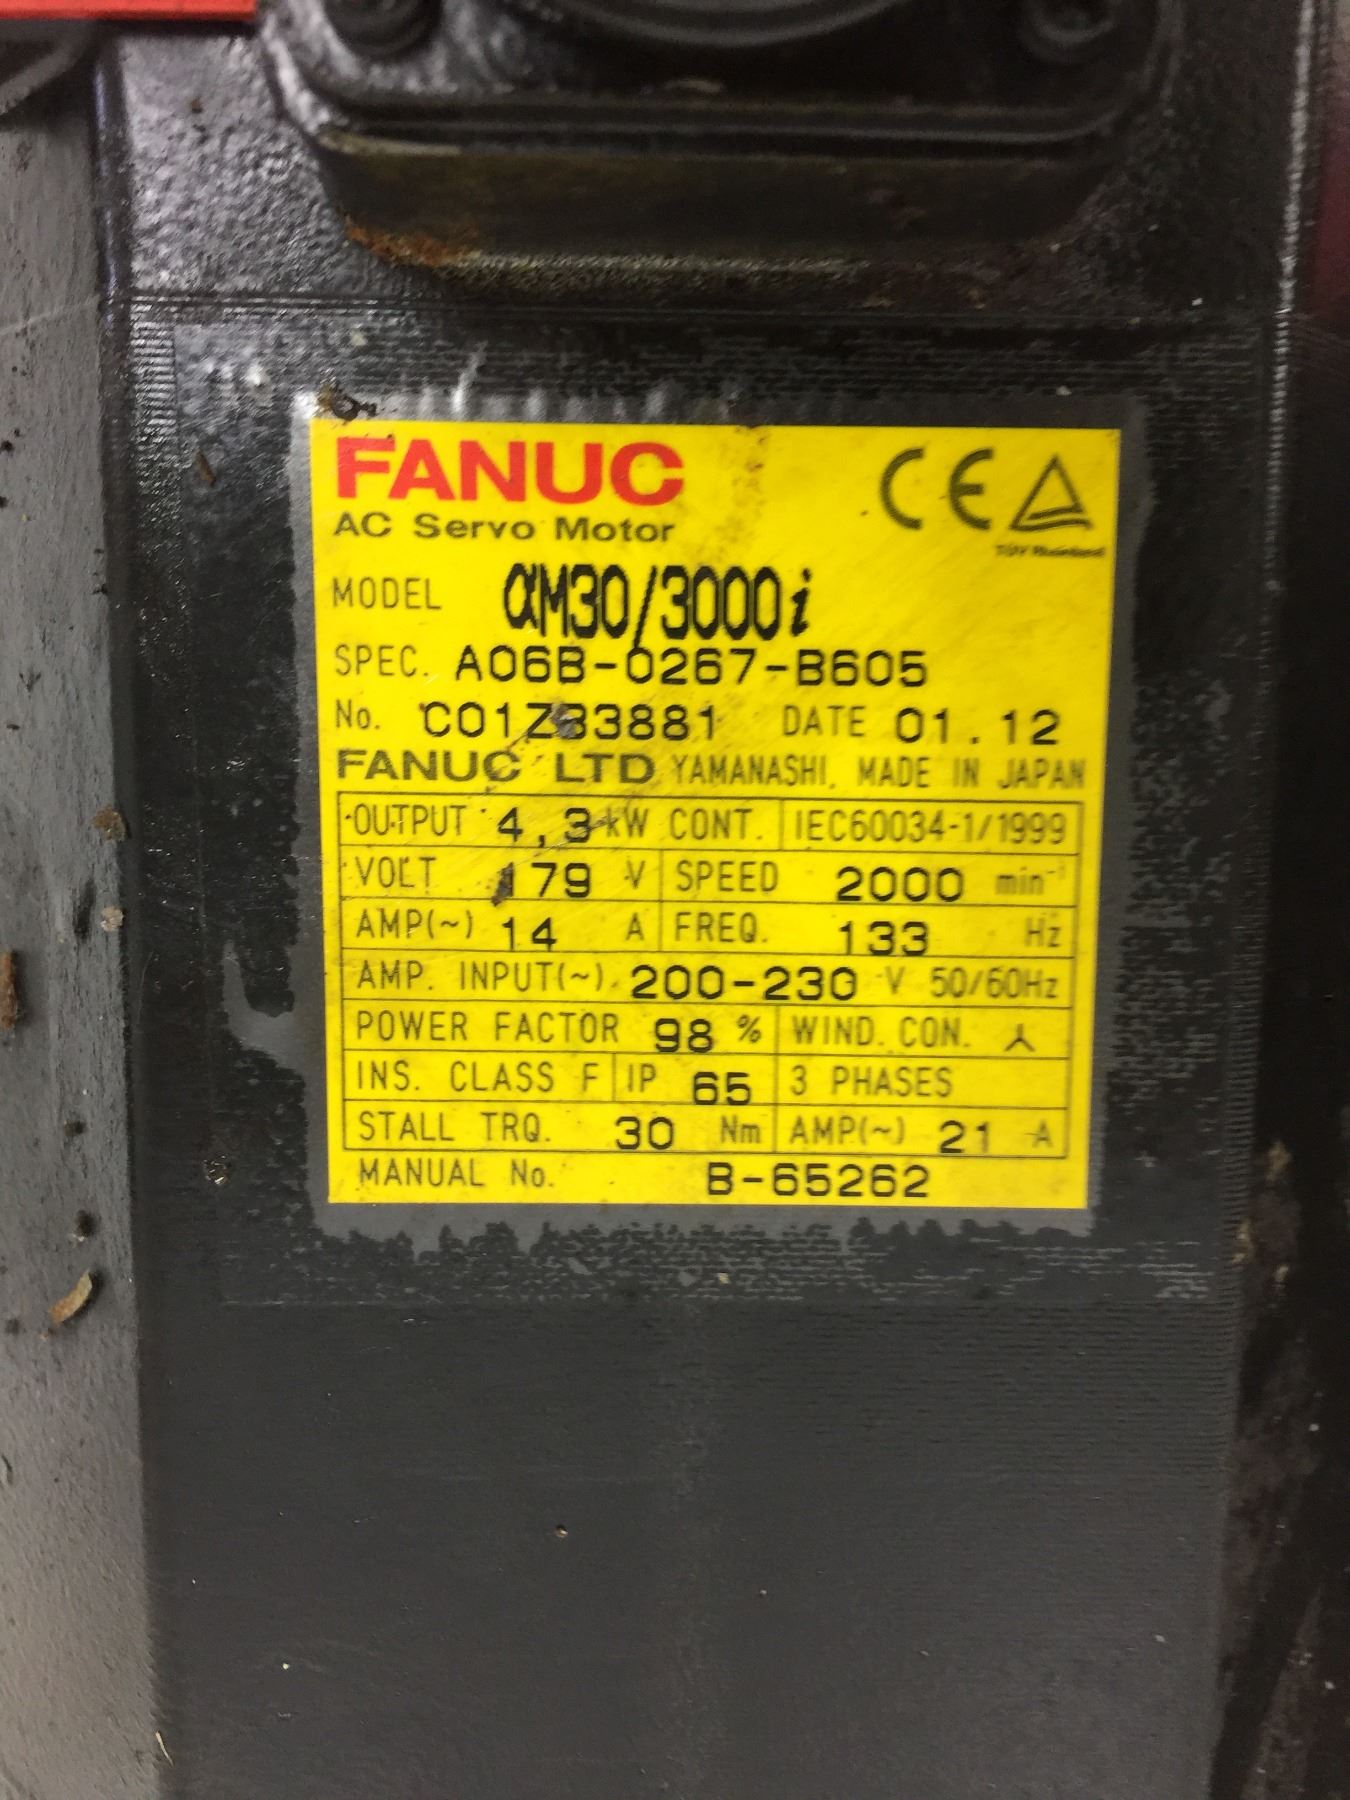 FANUC CE
AC Servo Motor TÜV Rheinland
MODEL αM30/3000i
SPEC. A06B-0267-B605
No. C01Z33881 DATE 01.12
FANUC LTD YAMANASHI, MADE IN JAPAN
OUTPUT 4,3 kW CONT. IEC60034-1/1999
VOLT 179 V SPEED 2000 min⁻¹
AMP(~) 14 A FREQ. 133 Hz
AMP. INPUT(~) 200-230 V 50/60Hz
POWER FACTOR 98 % WIND. CON.
INS. CLASS F IP 65 3 PHASES
STALL TRQ. 30 Nm AMP(~) 21 A
MANUAL No. B-65262